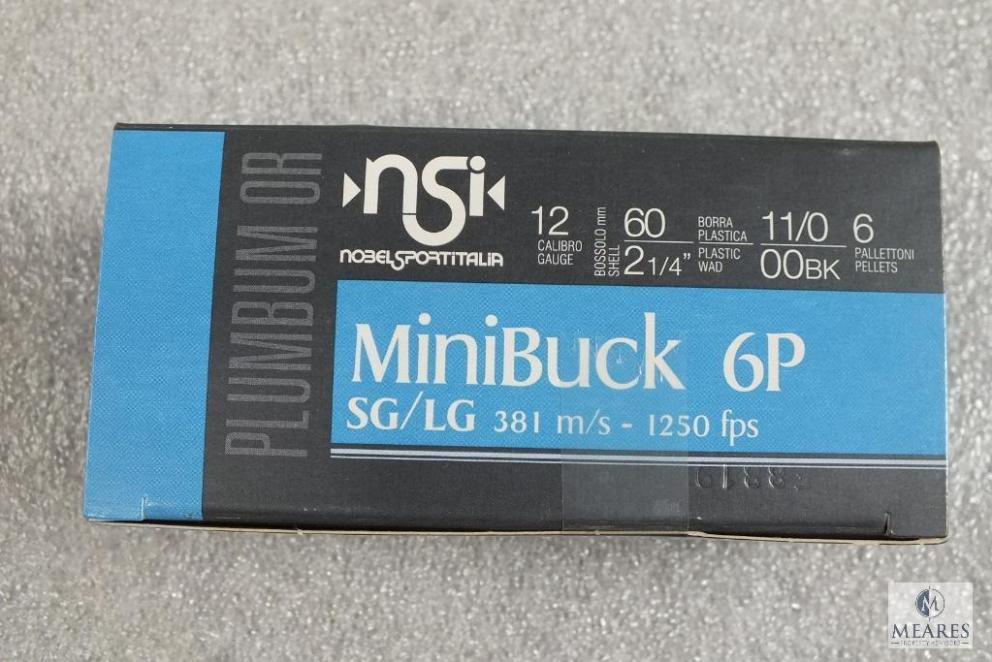 PLUMBUM OR
nsi
NOBELSPORTITALIA
12
CALIBRO
GAUGE
BOSSOLO mm
SHELL
60
2 1/4"
BORRA
PLASTICA
PLASTIC
WAD
11/0
00BK
6
PALLETTONI
PELLETS
MiniBuck 6P
SG/LG 381 m/s - 1250 fps
M
MEARES